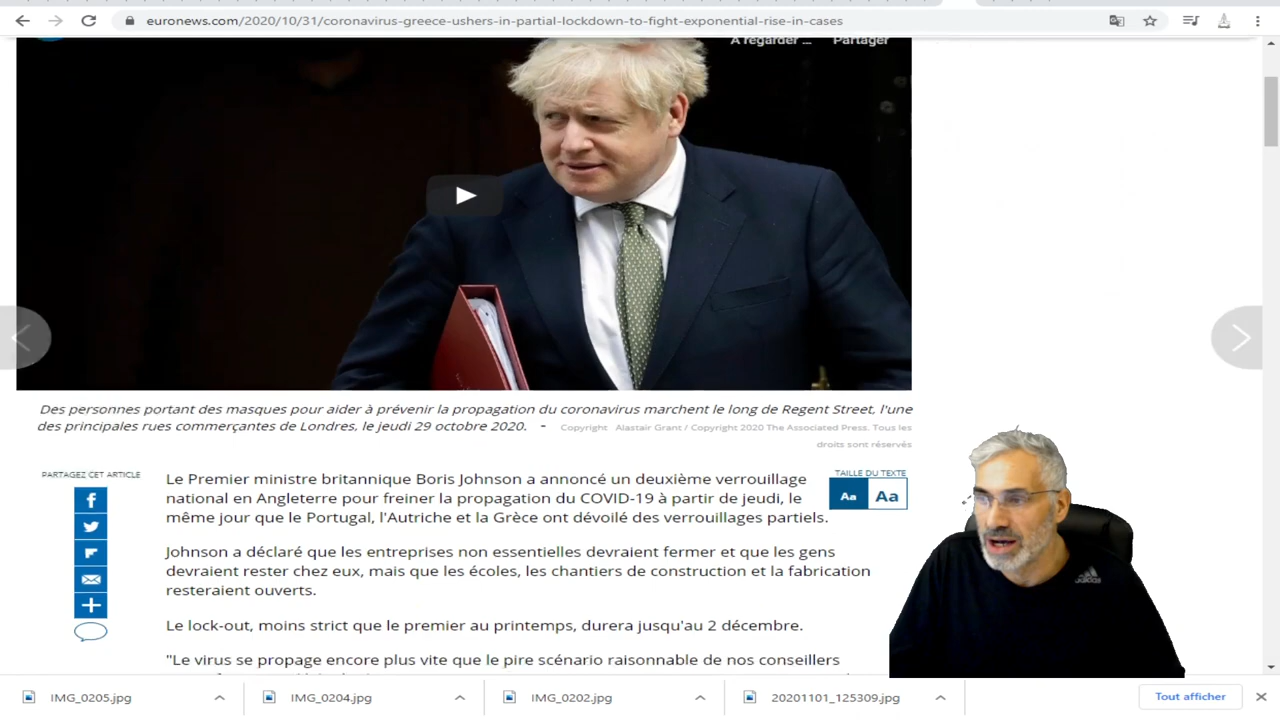 euronews.com/2020/10/31/coronavirus-greece-ushers-in-partial-lockdown-to-fight-exponential-rise-in-cases
À regarder ... Partager
Des personnes portant des masques pour aider à prévenir la propagation du coronavirus marchent le long de Regent Street, l'une
des principales rues commerçantes de Londres, le jeudi 29 octobre 2020. - Copyright Alastair Grant / Copyright 2020 The Associated Press. Tous les
droits sont réservés
PARTAGEZ CET ARTICLE
TAILLE DU TEXTE
Aa Aa
Le Premier ministre britannique Boris Johnson a annoncé un deuxième verrouillage
national en Angleterre pour freiner la propagation du COVID-19 à partir de jeudi, le
même jour que le Portugal, l'Autriche et la Grèce ont dévoilé des verrouillages partiels.
Johnson a déclaré que les entreprises non essentielles devraient fermer et que les gens
devraient rester chez eux, mais que les écoles, les chantiers de construction et la fabrication
resteraient ouverts.
Le lock-out, moins strict que le premier au printemps, durera jusqu'au 2 décembre.
"Le virus se propage encore plus vite que le pire scénario raisonnable de nos conseillers
adidas
IMG_0205.jpg
IMG_0204.jpg
IMG_0202.jpg
20201101_125309.jpg
Tout afficher